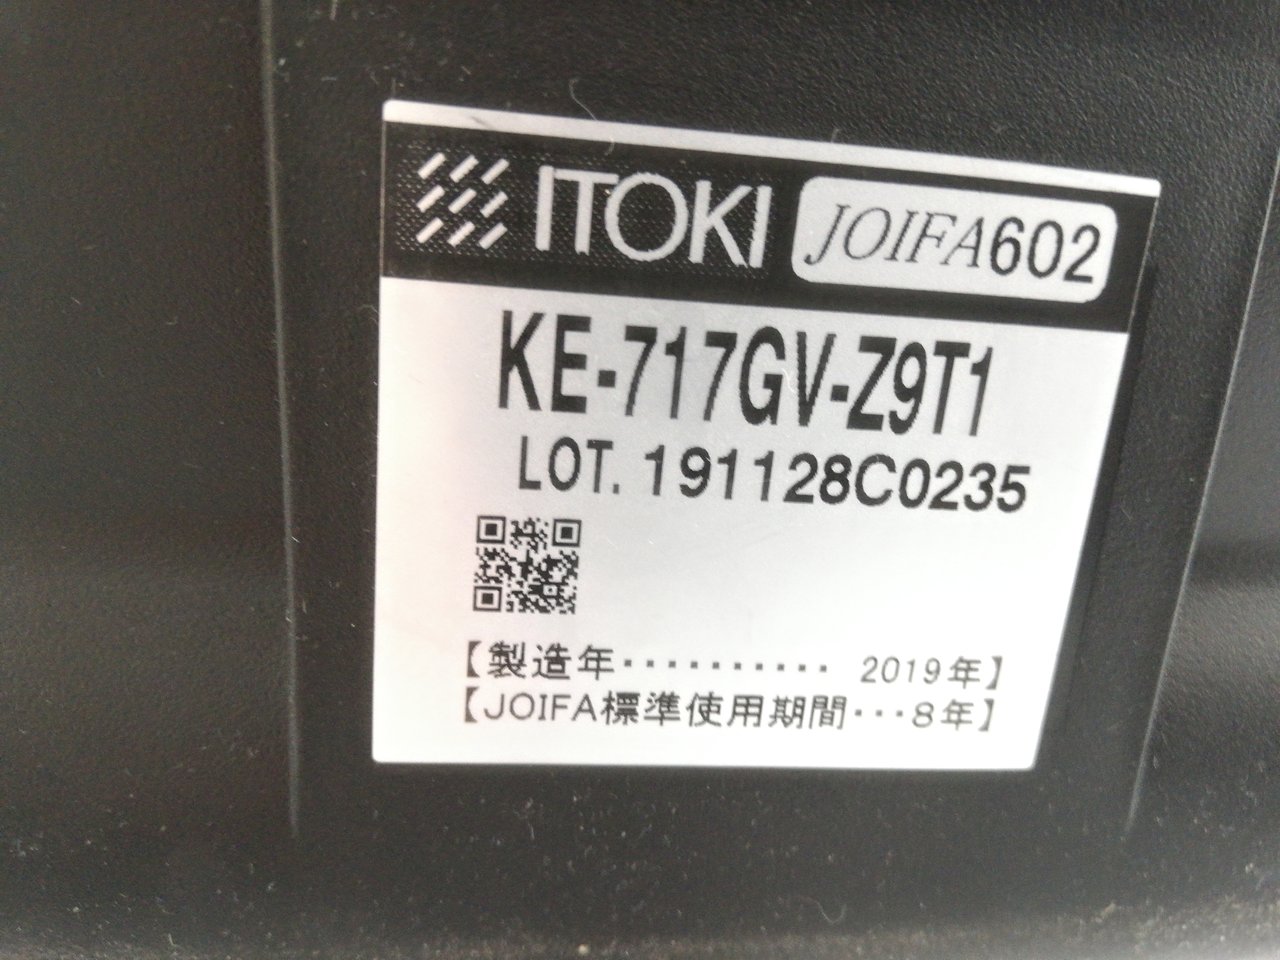 ITOKI JOIFA602
KE-717GV-Z9T1
LOT. 191128C0235
【製造年・・・・・・・・・・ 2019年】
【JOIFA標準使用期間・・・8年】